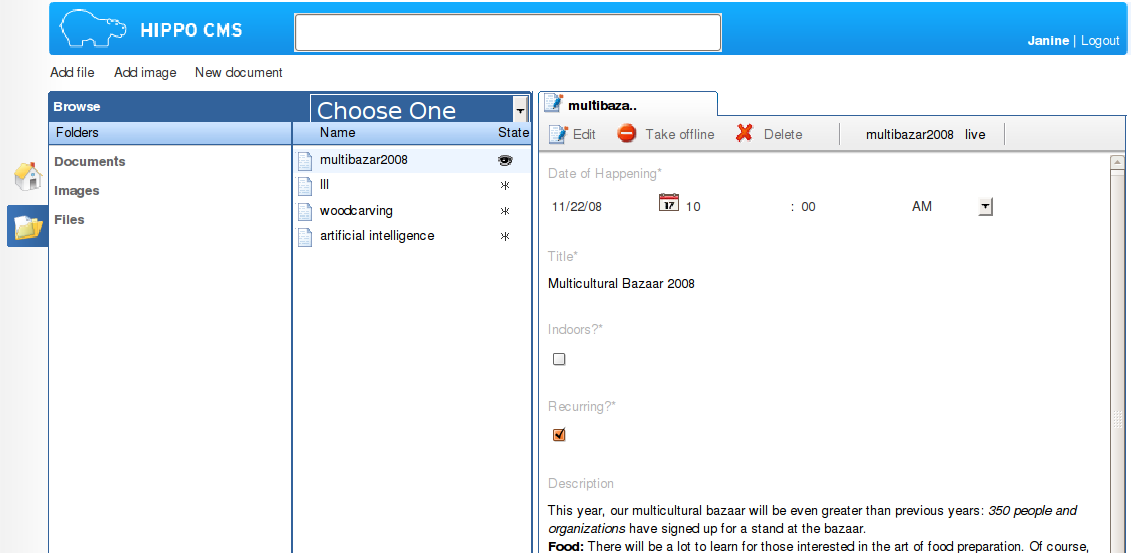 HIPPO CMS
Janine | Logout
Add file Add image New document
Browse
Choose One
Folders
Documents
Images
Files
Name State
multibazar2008
lll
woodcarving
artificial intelligence
multibaza..
Edit Take offline Delete multibazar2008 live
Date of Happening*
11/22/08 17 10 : 00 AM
Title*
Multicultural Bazaar 2008
Indoors?*
Recurring?*
Description
This year, our multicultural bazaar will be even greater than previous years: 350 people and
organizations have signed up for a stand at the bazaar.
Food: There will be a lot to learn for those interested in the art of food preparation. Of course,